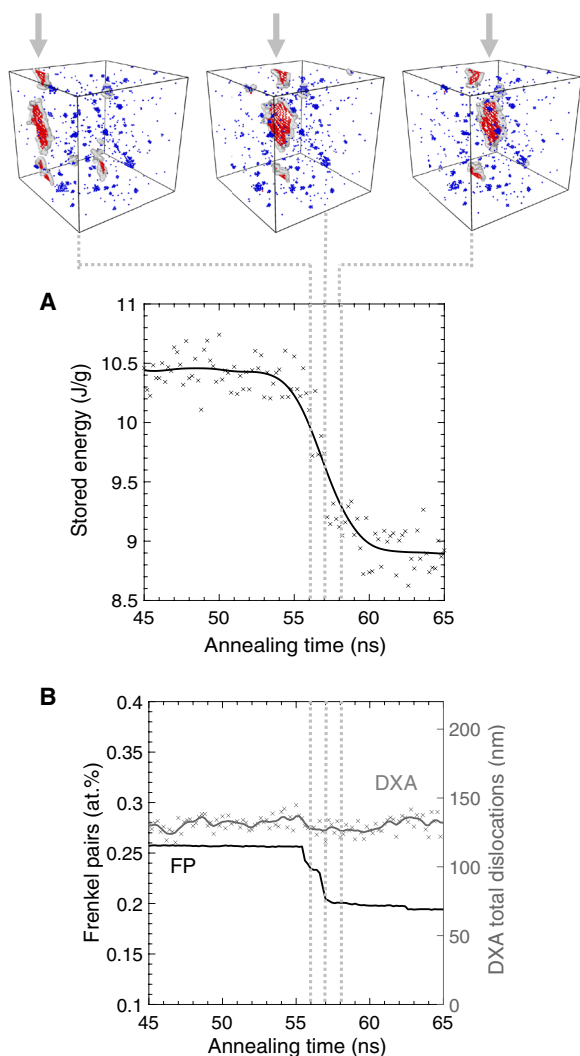 A
11
10.5
10
9.5
9
8.5
Stored energy (J/g)
45 50 55 60 65
Annealing time (ns)
B
0.4
0.35
0.3
0.25
0.2
0.15
0.1
Frenkel pairs (at.%)
DXA
FP
200
150
100
50
0
DXA total dislocations (nm)
45 50 55 60 65
Annealing time (ns)